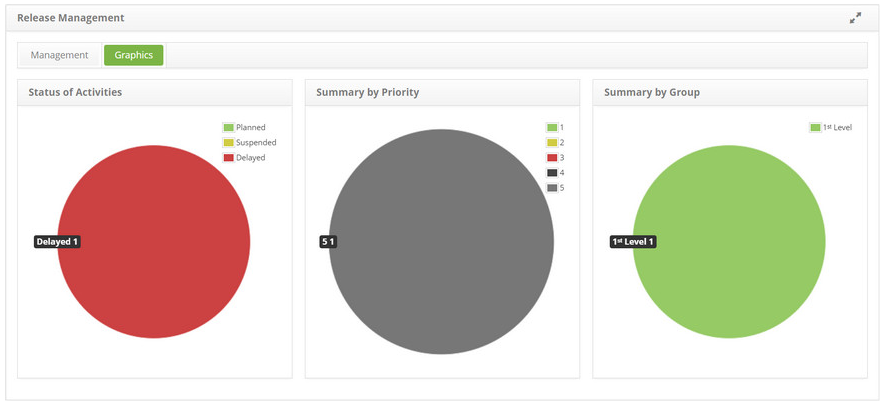 Release Management
Management
Graphics
Status of Activities
Planned
Suspended
Delayed
Delayed 1
Summary by Priority
1
2
3
4
5
5 1
Summary by Group
1st Level
1st Level 1